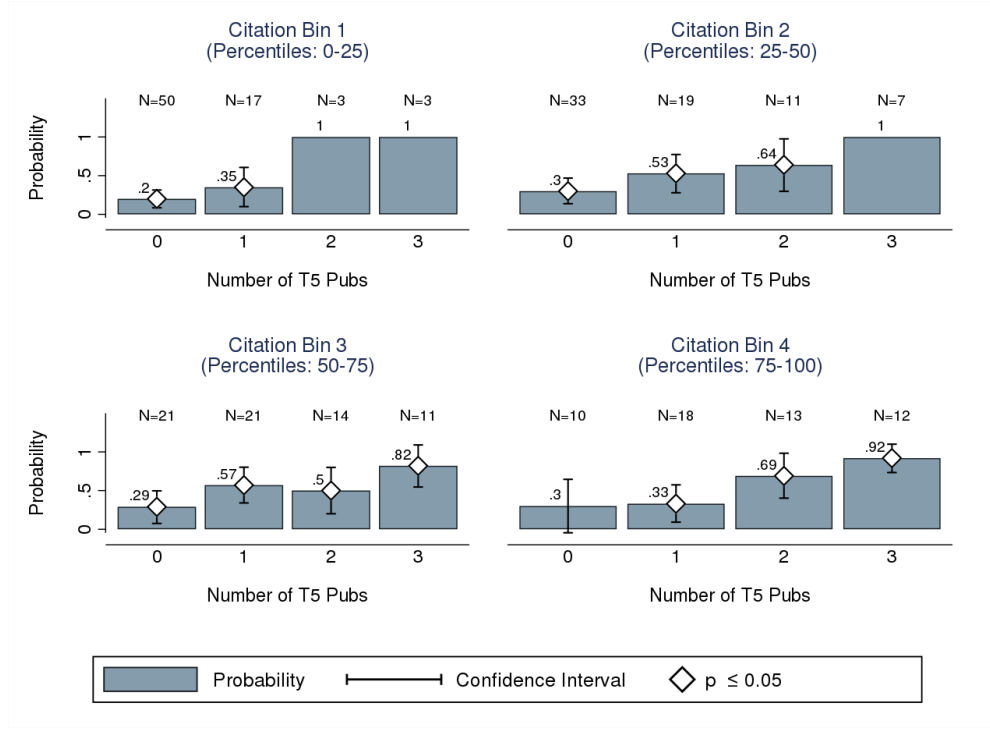 Citation Bin 1
(Percentiles: 0-25)
N=50 N=17 N=3 N=3
Probability
0 .5 1
.2 .35 1 1
0 1 2 3
Number of T5 Pubs
Citation Bin 2
(Percentiles: 25-50)
N=33 N=19 N=11 N=7
.3 .53 .64 1
0 1 2 3
Number of T5 Pubs
Citation Bin 3
(Percentiles: 50-75)
N=21 N=21 N=14 N=11
Probability
0 .5 1
.29 .57 .5 .82
0 1 2 3
Number of T5 Pubs
Citation Bin 4
(Percentiles: 75-100)
N=10 N=18 N=13 N=12
.3 .33 .69 .92
0 1 2 3
Number of T5 Pubs
Probability Confidence Interval p ≤ 0.05